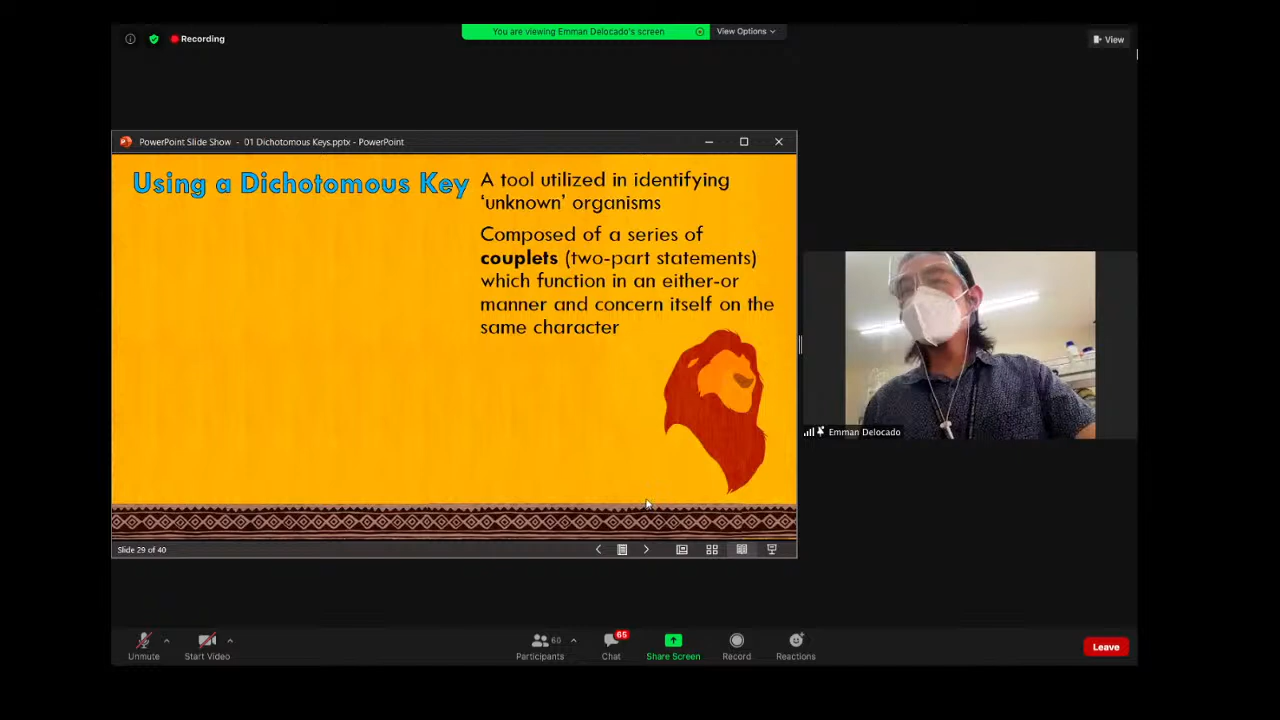 Recording
You are viewing Emman Delocado's screen
View Options
View
PowerPoint Slide Show - 01 Dichotomous Keys.pptx - PowerPoint
Using a Dichotomous Key
A tool utilized in identifying
‘unknown’ organisms
Composed of a series of
couplets (two-part statements)
which function in an either-or
manner and concern itself on the
same character
Emman Delocado
Slide 29 of 40
Unmute
Start Video
60
Participants
65
Chat
Share Screen
Record
Reactions
Leave